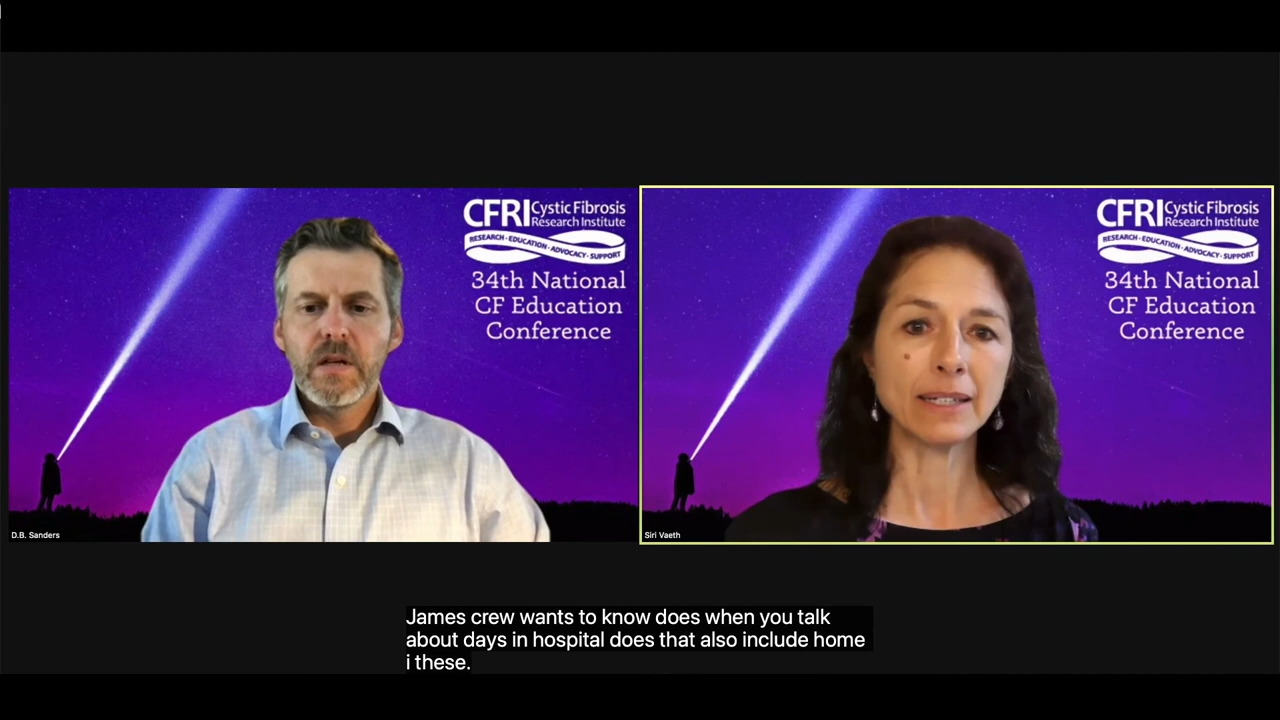 CFRI Cystic Fibrosis
Research Institute
RESEARCH · EDUCATION · ADVOCACY · SUPPORT
34th National
CF Education
Conference
D.B. Sanders
CFRI Cystic Fibrosis
Research Institute
RESEARCH · EDUCATION · ADVOCACY · SUPPORT
34th National
CF Education
Conference
Siri Vaeth
James crew wants to know does when you talk
about days in hospital does that also include home
i these.